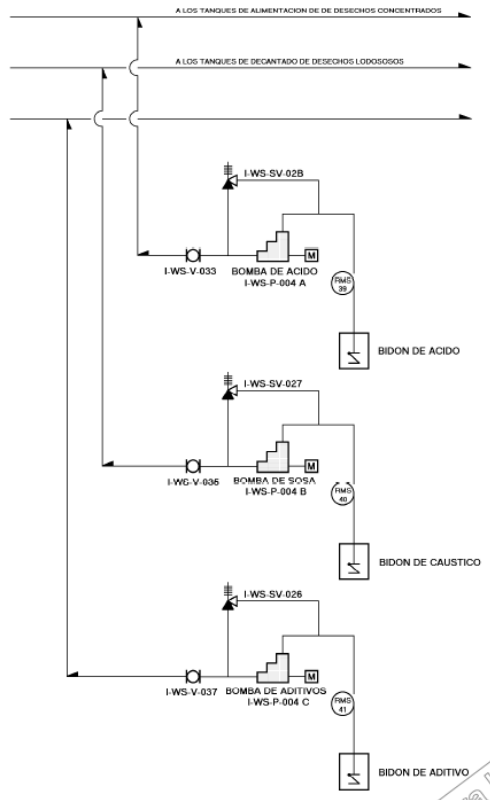 A LOS TANQUES DE ALIMENTACION DE DE DESECHOS CONCENTRADOS
A LOS TANQUES DE DECANTADO DE DESECHOS LODOSOSOS
I-WS-SV-02B
I-WS-V-033
BOMBA DE ACIDO
I-WS-P-004 A
M
RMS
39
BIDON DE ACIDO
I-WS-SV-027
I-WS-V-035
BOMBA DE SOSA
I-WS-P-004 B
M
RMS
40
BIDON DE CAUSTICO
I-WS-SV-026
I-WS-V-037
BOMBA DE ADITIVOS
I-WS-P-004 C
M
RMS
41
BIDON DE ADITIVO